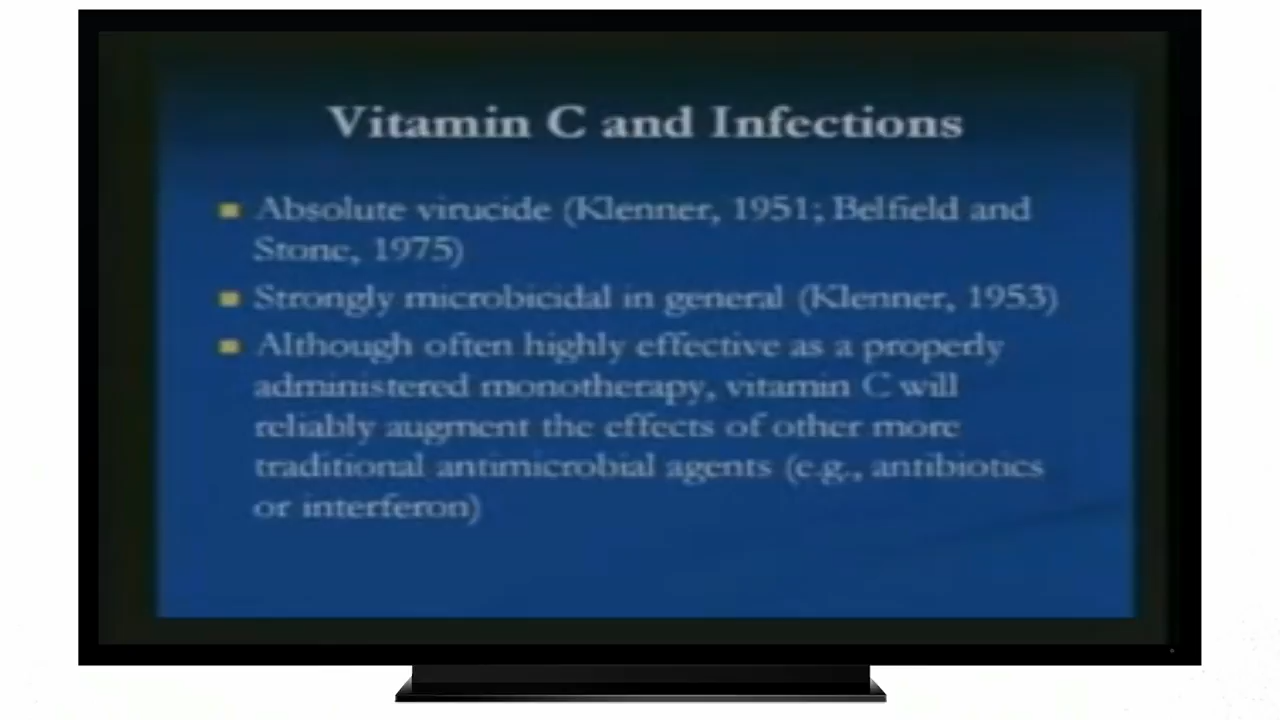 Vitamin C and Infections
■ Absolute virucide (Klenner, 1951; Belfield and
Stone, 1975)
■ Strongly microbicidal in general (Klenner, 1953)
■ Although often highly effective as a properly
administered monotherapy, vitamin C will
reliably augment the effects of other more
traditional antimicrobial agents (e.g., antibiotics
or interferon)